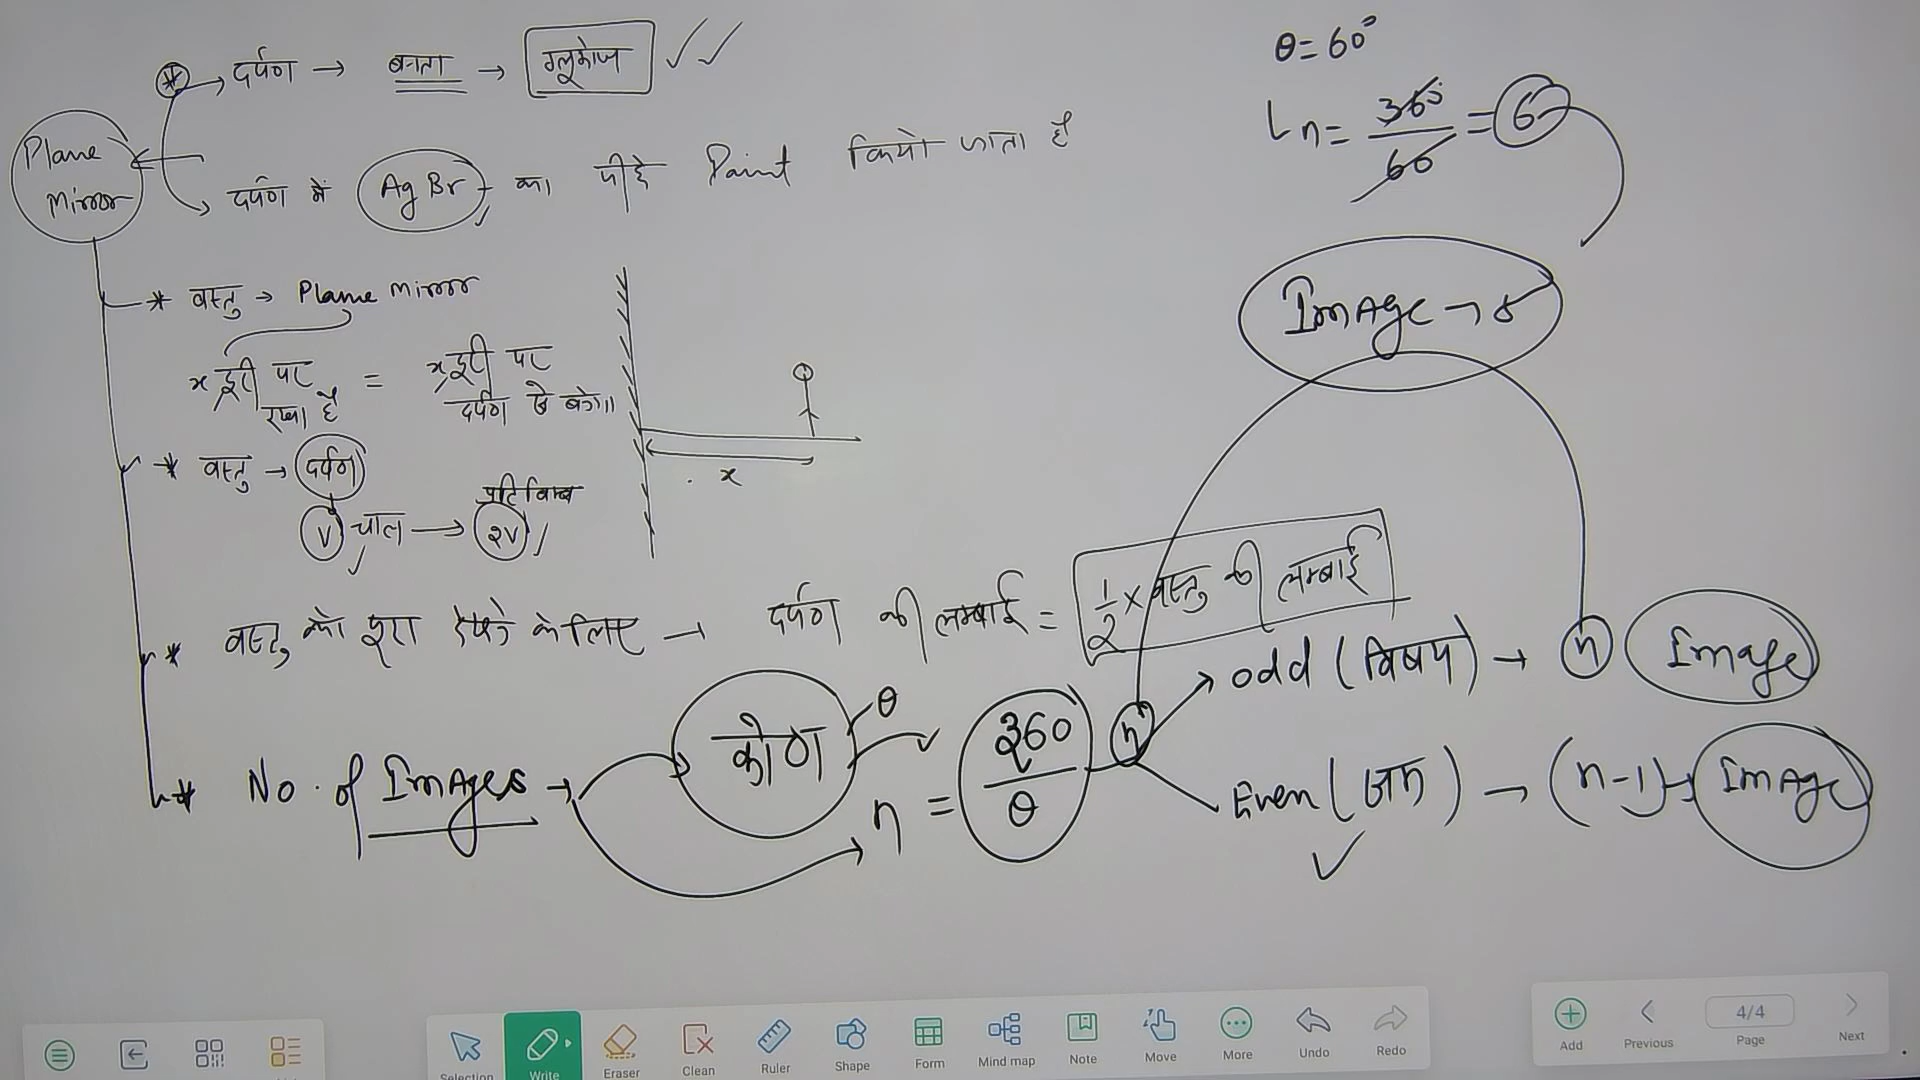 * → दर्पण → बनता → ग्लूकोज
Plane Mirror
दर्पण में AgBr का पीछे Paint किया जाता है
* वस्तु → Plane Mirror
x दूरी पर रखा है = x दूरी पर दर्पण से बनेगा
x
* वस्तु → दर्पण
प्रतिबिम्ब
v चाल → 2v
* वस्तु को पूरा देखने के लिए → दर्पण की लम्बाई = 1/2 × वस्तु की लम्बाई
* No. of Images →
कोण θ
n = 360/θ
n
odd (विषम) → n Image
Even (सम) → (n-1) → Image
θ = 60°
n = 360/60 = 6
Image → 5
Selection Write Eraser Clean Ruler Shape Form Mind map Note Move More Undo Redo
Add Previous 4/4 Page Next